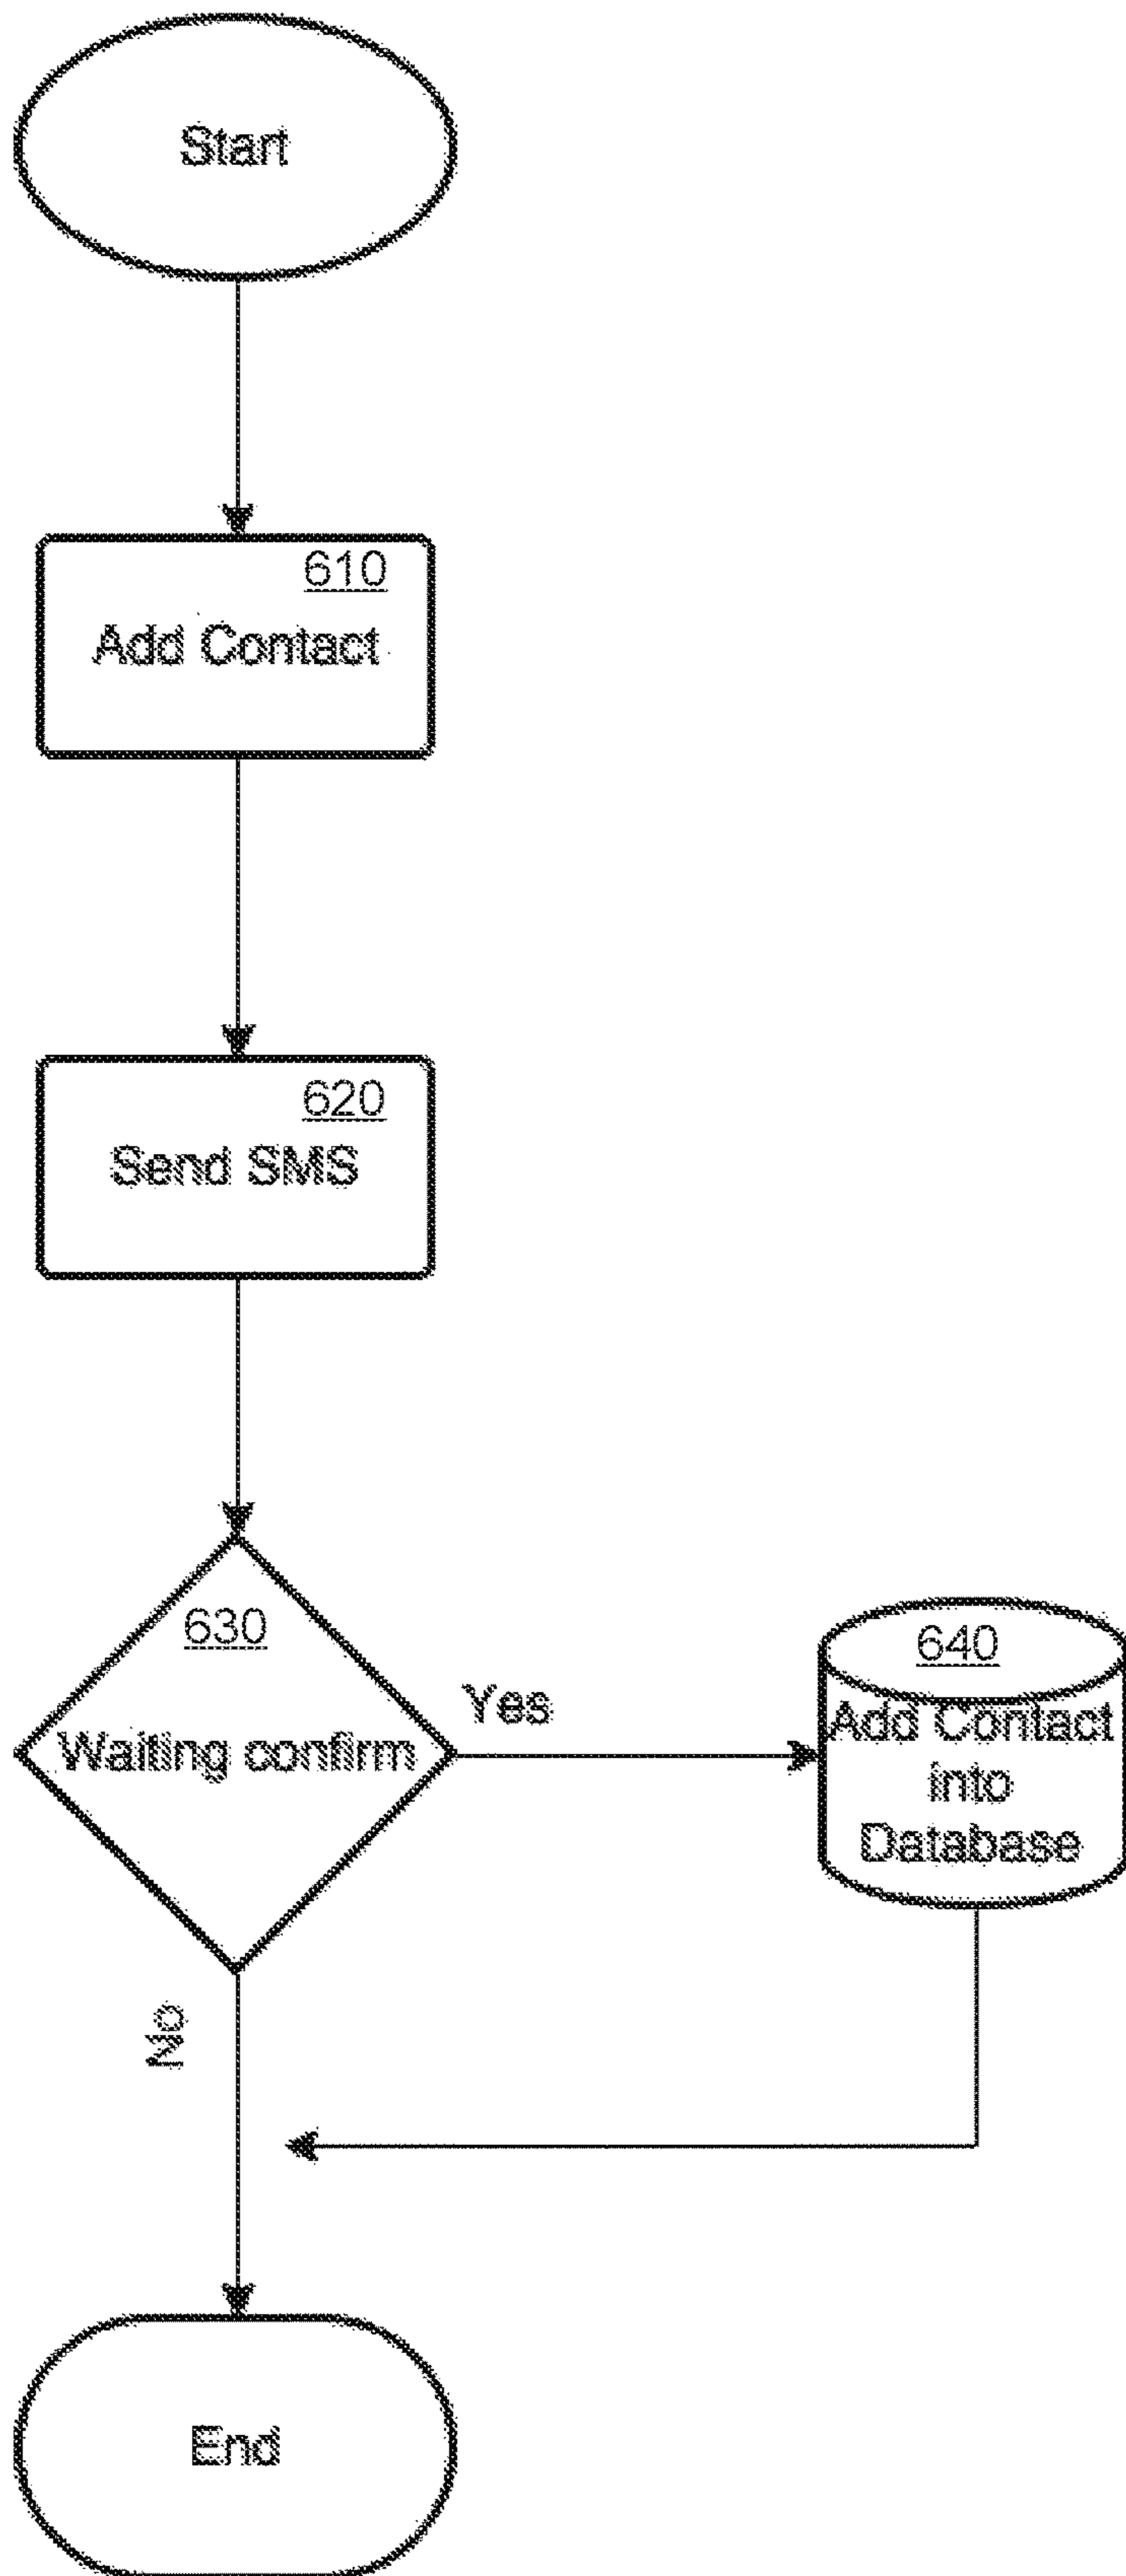 Start
610
Add Contact
620
Send SMS
630
Waiting confirm
Yes
640
Add Contact
into
Database
No
End